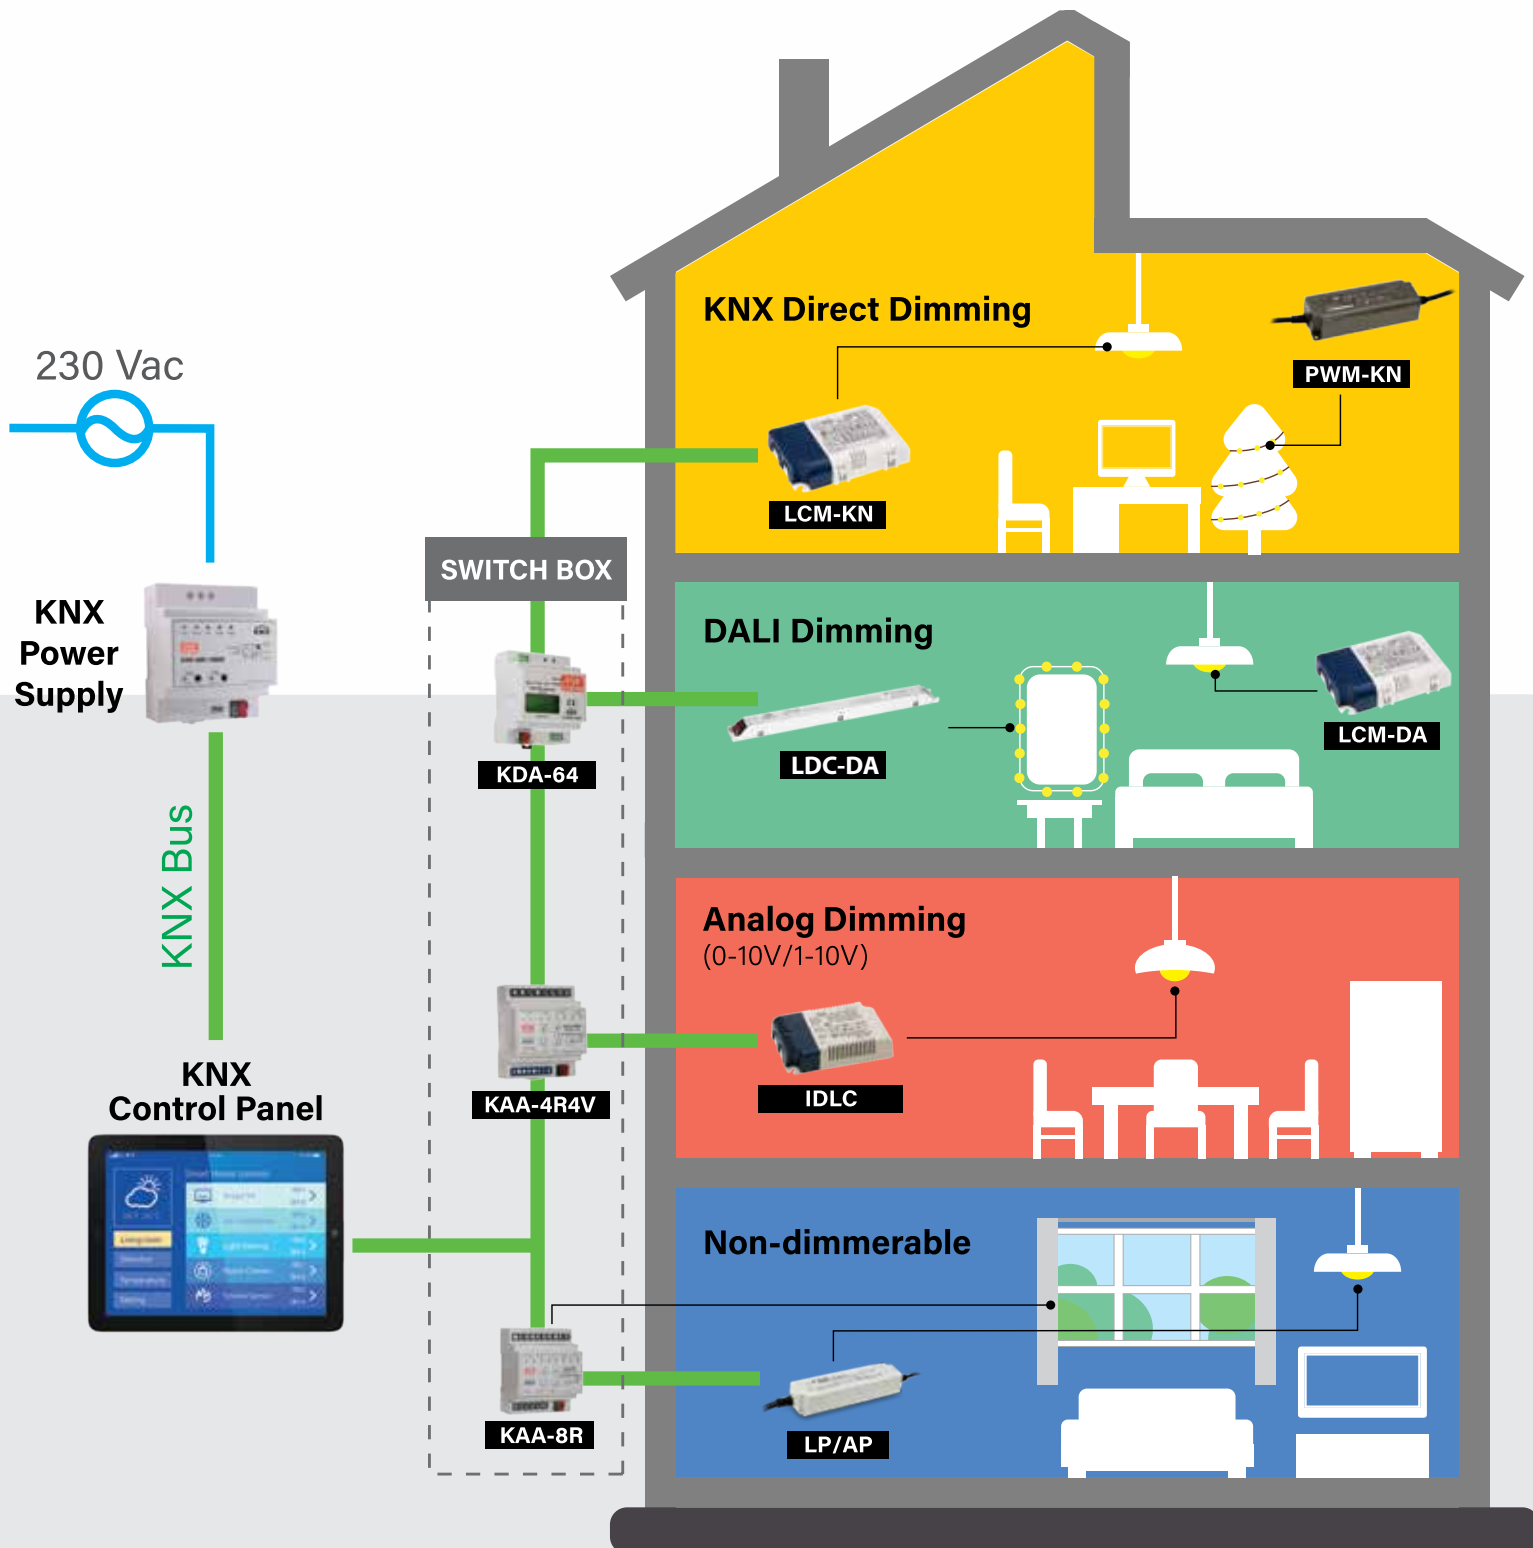 KNX Direct Dimming
PWM-KN
230 Vac
LCM-KN
SWITCH BOX
KNX
Power
Supply
DALI Dimming
LCM-DA
LDC-DA
KDA-64
KNX Bus
Analog Dimming
(0-10V/1-10V)
KNX
Control Panel
KAA-4R4V
IDLC
Non-dimmerable
KAA-8R
LP/AP